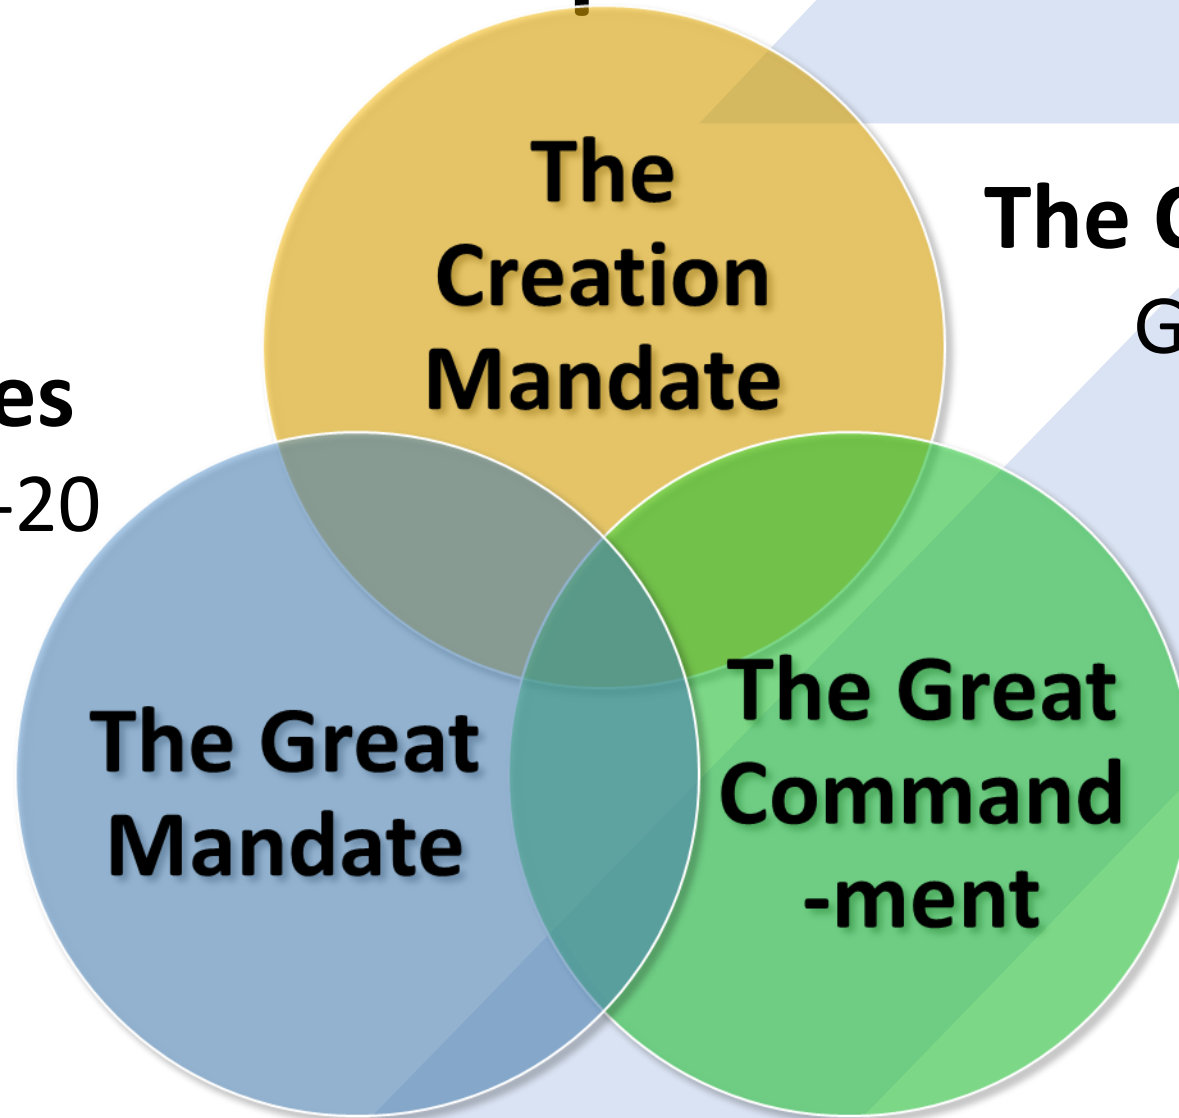 The
Creation
Mandate
The
G
es
-20
The Great
Mandate
The Great
Command
-ment